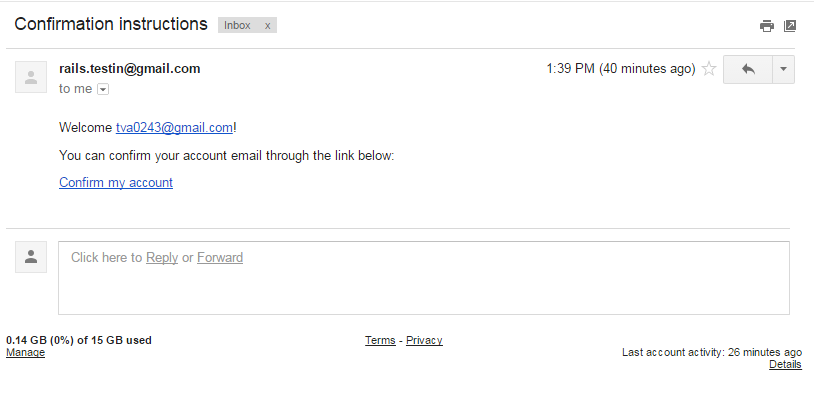 Confirmation instructions Inbox x
rails.testin@gmail.com 1:39 PM (40 minutes ago)
to me
Welcome tva0243@gmail.com!
You can confirm your account email through the link below:
Confirm my account
Click here to Reply or Forward
0.14 GB (0%) of 15 GB used
Manage
Terms - Privacy
Last account activity: 26 minutes ago
Details